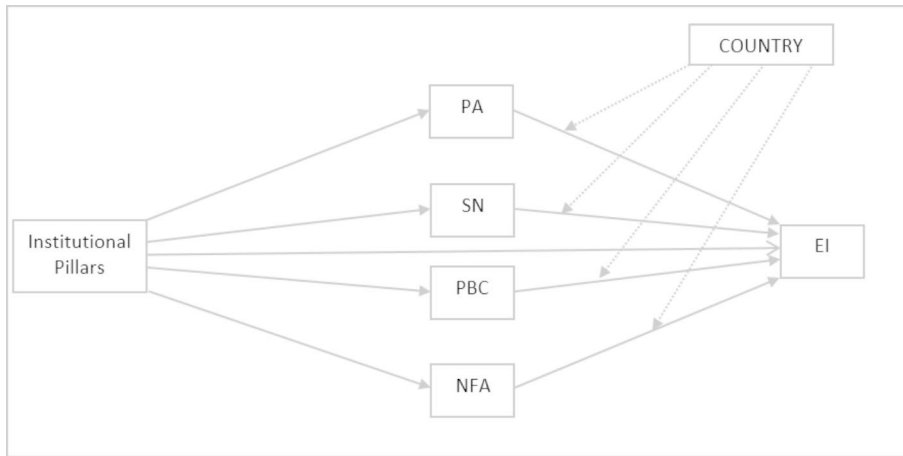 COUNTRY
PA
SN
Institutional
Pillars
EI
PBC
NFA